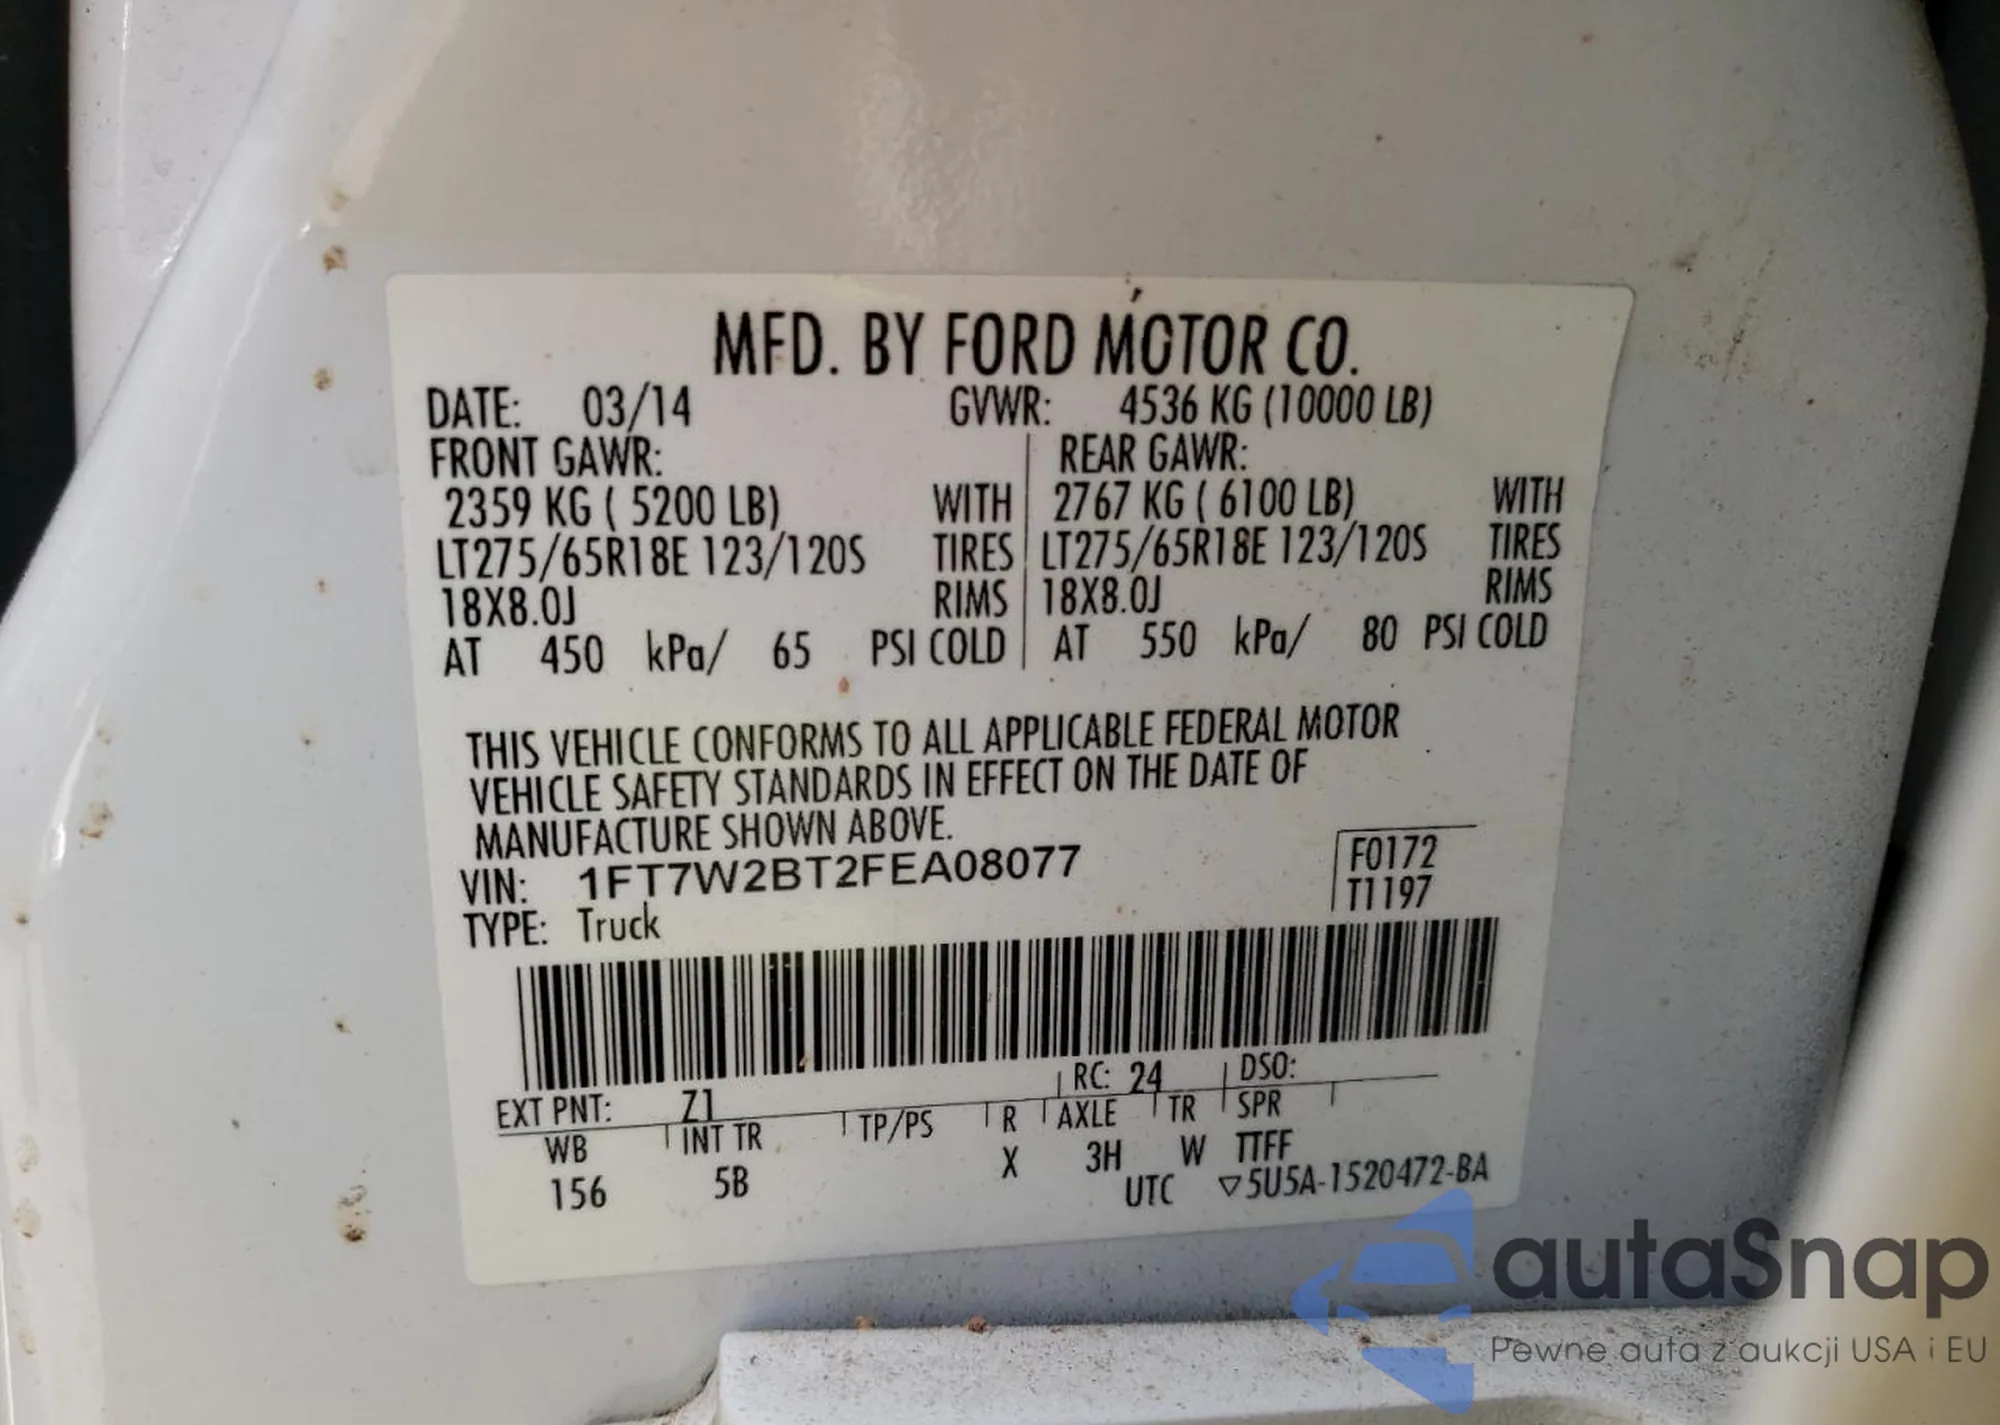 MFD. BY FORD MOTOR CO.
DATE: 03/14 GVWR: 4536 KG (10000 LB)
FRONT GAWR: REAR GAWR:
2359 KG ( 5200 LB) WITH 2767 KG ( 6100 LB) WITH
LT275/65R18E 123/120S TIRES LT275/65R18E 123/120S TIRES
18X8.0J RIMS 18X8.0J RIMS
AT 450 kPa/ 65 PSI COLD AT 550 kPa/ 80 PSI COLD
THIS VEHICLE CONFORMS TO ALL APPLICABLE FEDERAL MOTOR
VEHICLE SAFETY STANDARDS IN EFFECT ON THE DATE OF
MANUFACTURE SHOWN ABOVE.
VIN: 1FT7W2BT2FEA08077 F0172
TYPE: Truck T1197
EXT PNT: Z1 RC: 24 DSO:
WB INT TR TP/PS R AXLE TR SPR
156 5B X 3H W TTFF
UTC ▽5U5A-1520472-BA
autaSnap
Pewne auta z aukcji USA i EU